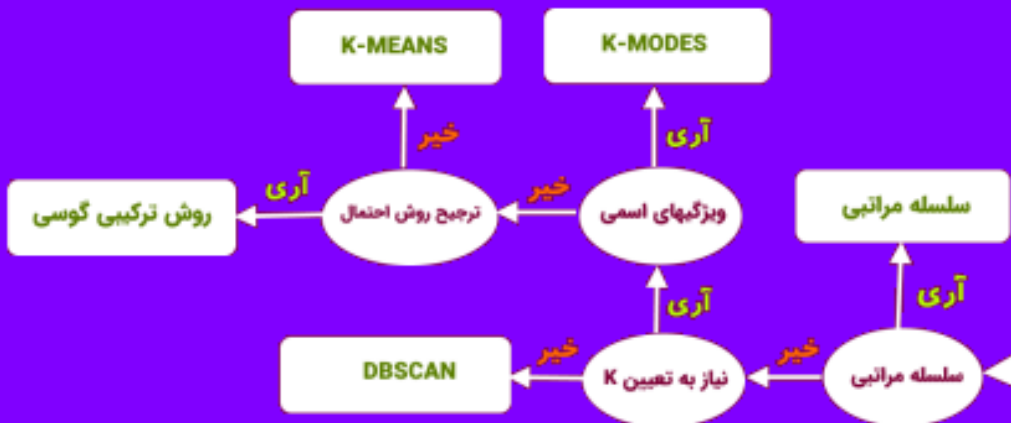 K-MEANS
K-MODES
خیر
آری
آری
خیر
روش ترکیبی گوسی
ترجیح روش احتمال
ویژگیهای اسمی
سلسله مراتبی
آری
آری
DBSCAN
خیر
نیاز به تعیین K
خیر
سلسله مراتبی